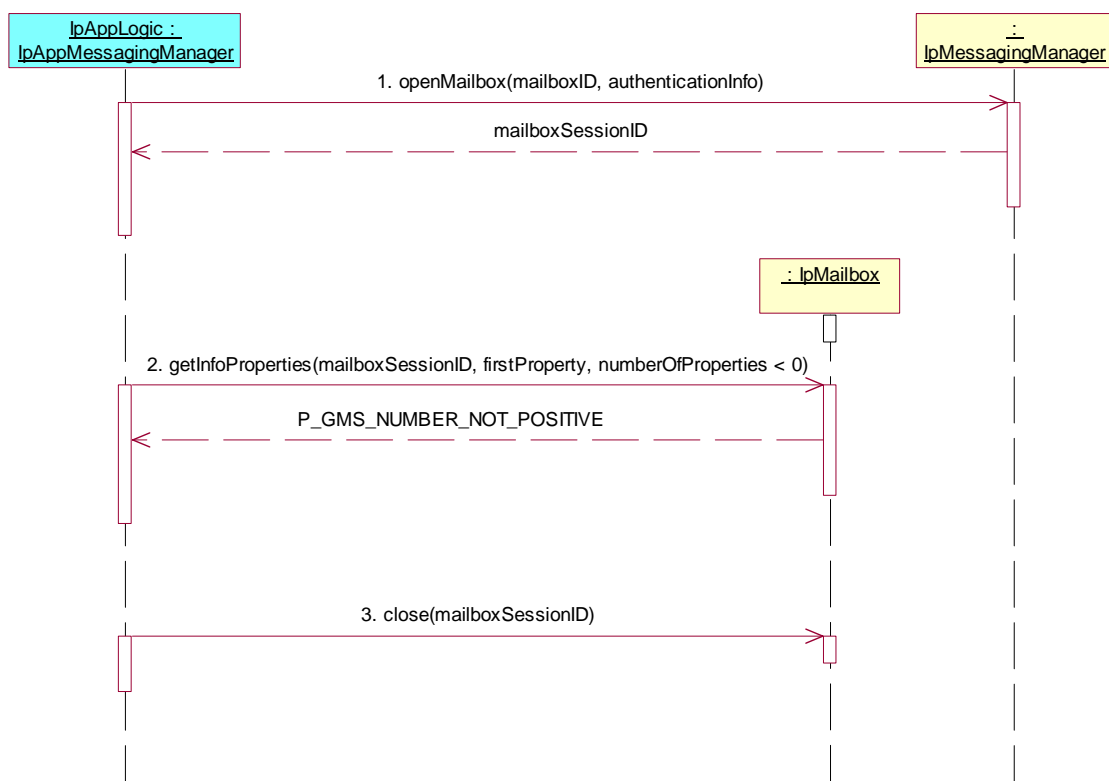 IpAppLogic :
IpAppMessagingManager
:
IpMessagingManager
1. openMailbox(mailboxID, authenticationInfo)
mailboxSessionID
: IpMailbox
2. getInfoProperties(mailboxSessionID, firstProperty, numberOfProperties < 0)
P_GMS_NUMBER_NOT_POSITIVE
3. close(mailboxSessionID)